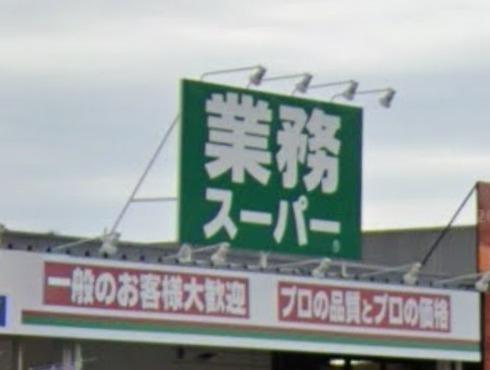 業務
スーパー
一般のお客様大歓迎
プロの品質とプロの価格